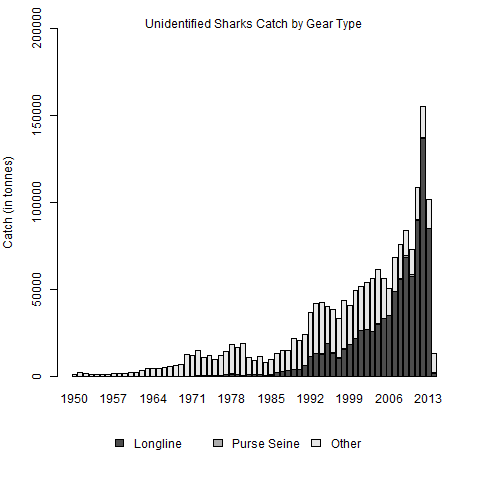 Unidentified Sharks Catch by Gear Type
Catch (in tonnes)
200000
150000
100000
50000
0
1950 1957 1964 1971 1978 1985 1992 1999 2006 2013
Longline Purse Seine Other